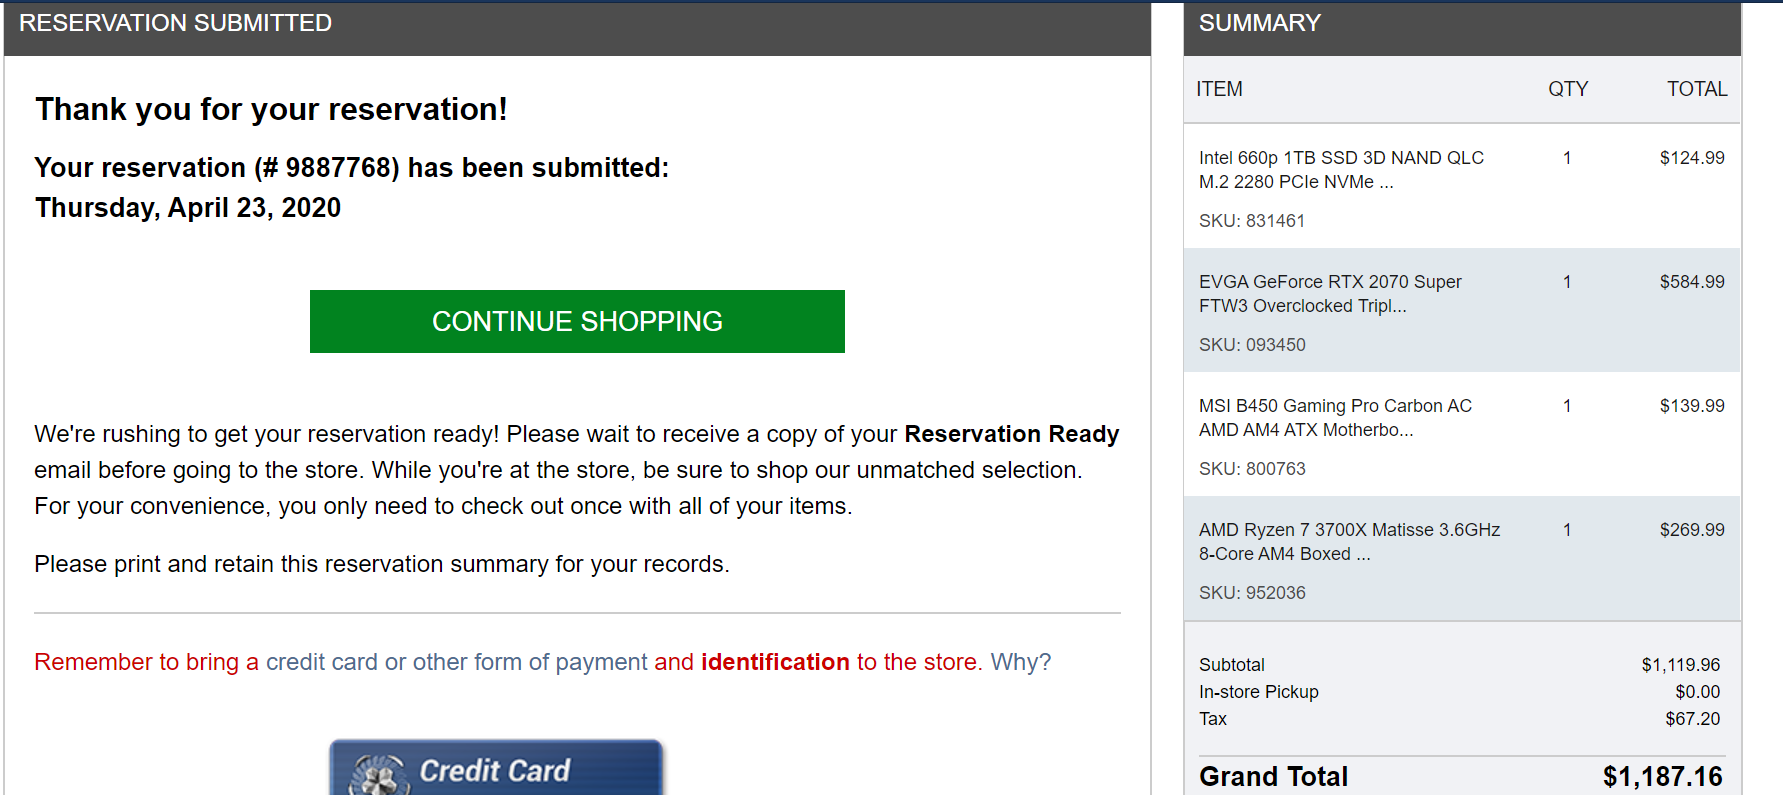 RESERVATION SUBMITTED
Thank you for your reservation!
Your reservation (# 9887768) has been submitted:
Thursday, April 23, 2020
CONTINUE SHOPPING
We're rushing to get your reservation ready! Please wait to receive a copy of your Reservation Ready
email before going to the store. While you're at the store, be sure to shop our unmatched selection.
For your convenience, you only need to check out once with all of your items.
Please print and retain this reservation summary for your records.
Remember to bring a credit card or other form of payment and identification to the store. Why?
Credit Card
SUMMARY
ITEM QTY TOTAL
Intel 660p 1TB SSD 3D NAND QLC 1 $124.99
M.2 2280 PCIe NVMe ...
SKU: 831461
EVGA GeForce RTX 2070 Super 1 $584.99
FTW3 Overclocked Tripl...
SKU: 093450
MSI B450 Gaming Pro Carbon AC 1 $139.99
AMD AM4 ATX Motherbo...
SKU: 800763
AMD Ryzen 7 3700X Matisse 3.6GHz 1 $269.99
8-Core AM4 Boxed ...
SKU: 952036
Subtotal $1,119.96
In-store Pickup $0.00
Tax $67.20
Grand Total $1,187.16